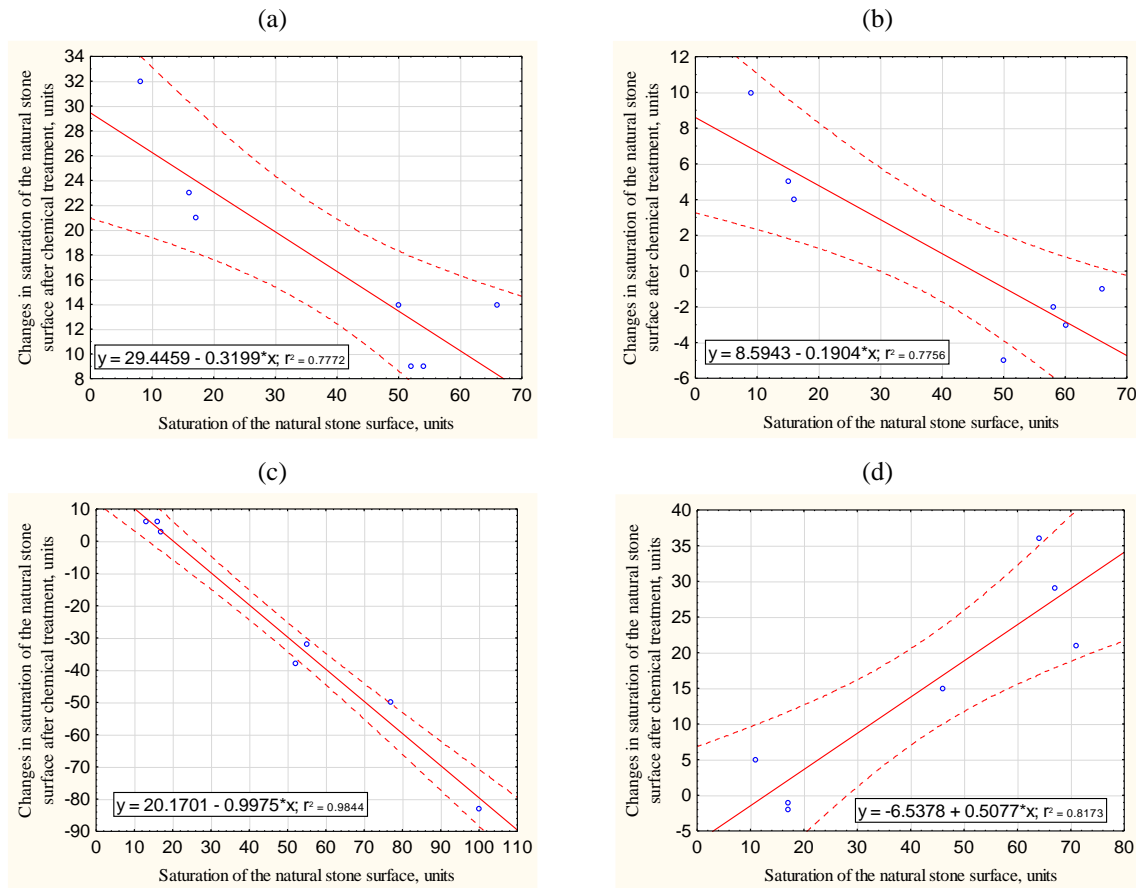 (a)
Changes in saturation of the natural stone
surface after chemical treatment, units
34
32
30
28
26
24
22
20
18
16
14
12
10
8
y = 29.4459 - 0.3199*x; r² = 0.7772
0 10 20 30 40 50 60 70
Saturation of the natural stone surface, units
(b)
Changes in saturation of the natural stone
surface after chemical treatment, units
12
10
8
6
4
2
0
-2
-4
-6
y = 8.5943 - 0.1904*x; r² = 0.7756
0 10 20 30 40 50 60 70
Saturation of the natural stone surface, units
(c)
Changes in saturation of the natural stone
surface after chemical treatment, units
10
0
-10
-20
-30
-40
-50
-60
-70
-80
-90
y = 20.1701 - 0.9975*x; r² = 0.9844
0 10 20 30 40 50 60 70 80 90 100 110
Saturation of the natural stone surface, units
(d)
Changes in saturation of the natural stone
surface after chemical treatment, units
40
35
30
25
20
15
10
5
0
-5
y = -6.5378 + 0.5077*x; r² = 0.8173
0 10 20 30 40 50 60 70 80
Saturation of the natural stone surface, units